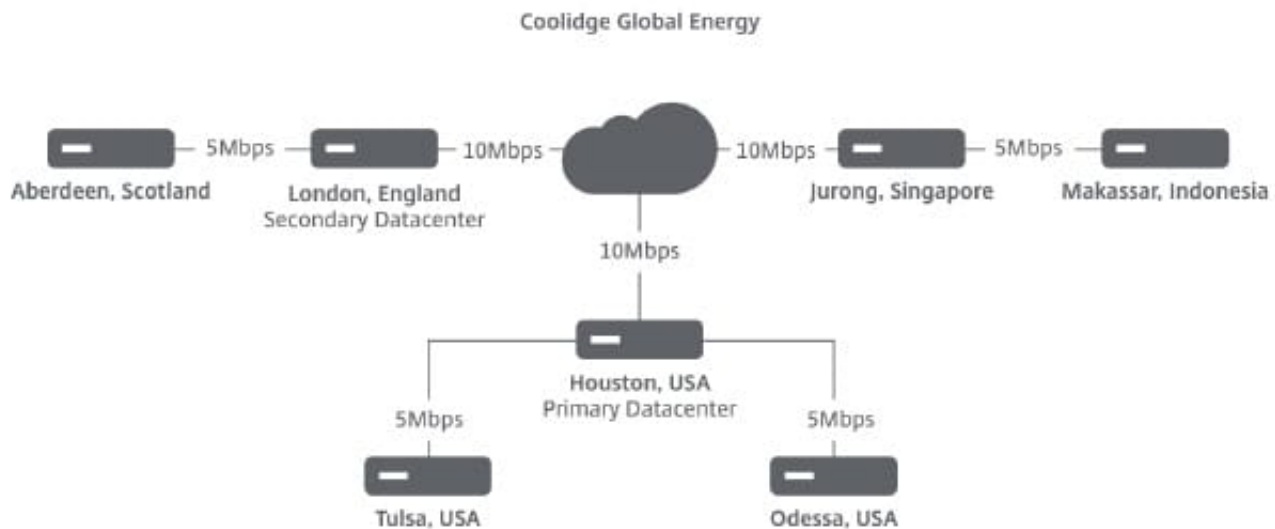 Coolidge Global Energy
5Mbps
10Mbps
10Mbps
5Mbps
Aberdeen, Scotland
London, England
Secondary Datacenter
Jurong, Singapore
Makassar, Indonesia
10Mbps
Houston, USA
Primary Datacenter
5Mbps
5Mbps
Tulsa, USA
Odessa, USA